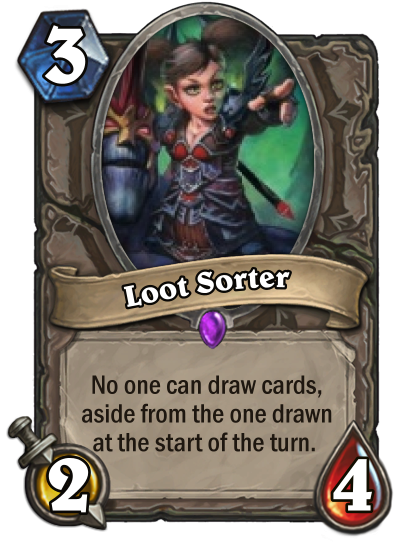 3
Loot Sorter
No one can draw cards,
aside from the one drawn
at the start of the turn.
2
4